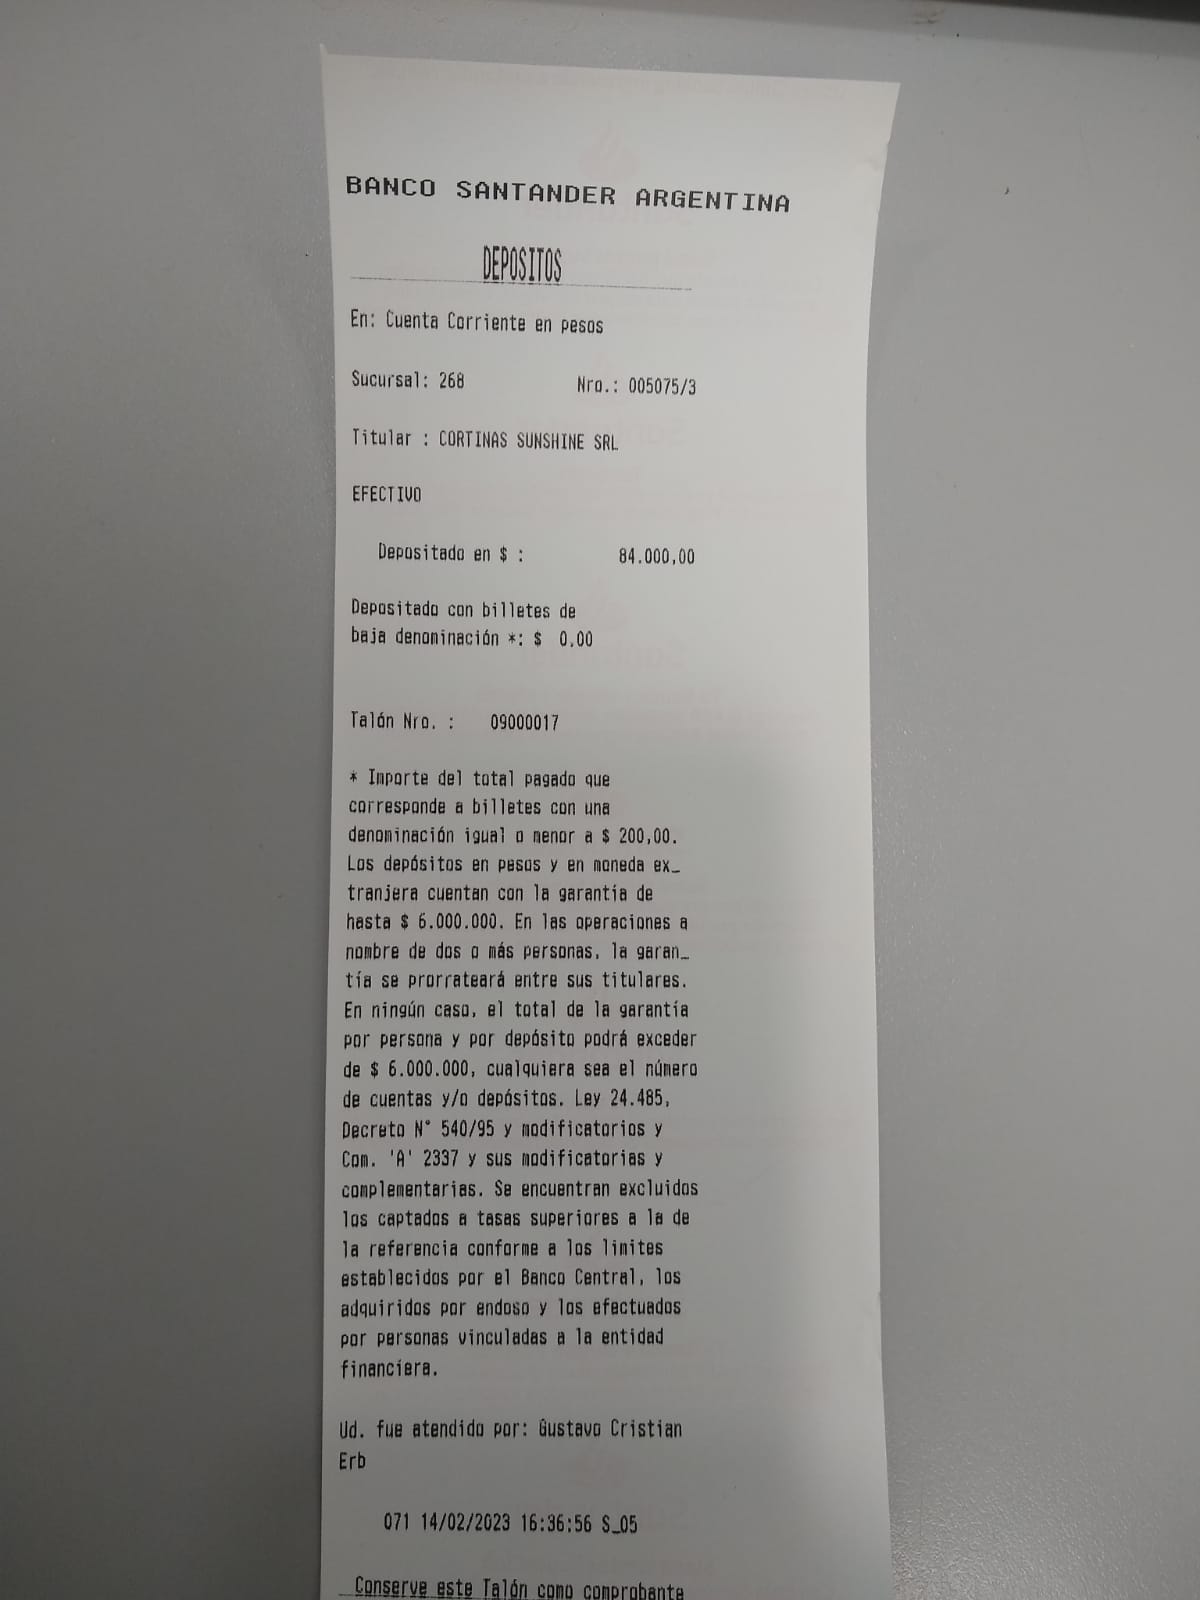 BANCO SANTANDER ARGENTINA
DEPOSITOS
En: Cuenta Corriente en pesos
Sucursal: 268 Nro.: 005075/3
Titular : CORTINAS SUNSHINE SRL
EFECTIVO
Depositado en $ : 84.000,00
Depositado con billetes de
baja denominación *: $ 0,00
Talón Nro. : 09000017
* Importe del total pagado que
corresponde a billetes con una
denominación igual o menor a $ 200,00.
Los depósitos en pesos y en moneda ex_
tranjera cuentan con la garantía de
hasta $ 6.000.000. En las operaciones a
nombre de dos o más personas, la garan_
tía se prorrateará entre sus titulares.
En ningún caso, el total de la garantía
por persona y por depósito podrá exceder
de $ 6.000.000, cualquiera sea el número
de cuentas y/o depósitos. Ley 24.485,
Decreto N° 540/95 y modificatorios y
Com. 'A' 2337 y sus modificatorias y
complementarias. Se encuentran excluidos
los captados a tasas superiores a la de
la referencia conforme a los limites
establecidos por el Banco Central, los
adquiridos por endoso y los efectuados
por personas vinculadas a la entidad
financiera.
Ud. fue atendido por: Gustavo Cristian
Erb
071 14/02/2023 16:36:56 S_05
Conserve este Talón como comprobante